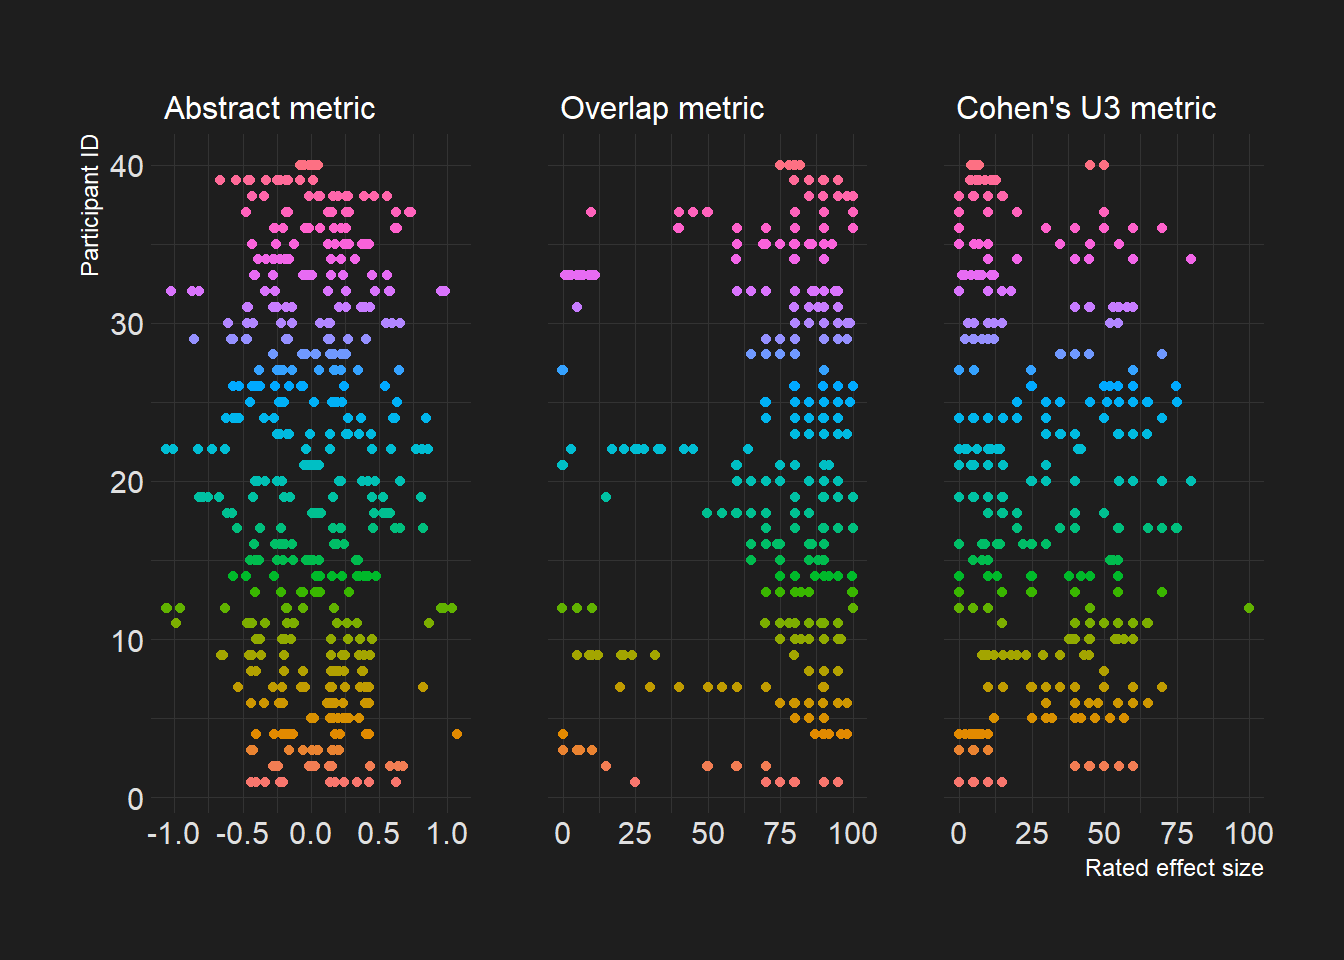 Abstract metric
Overlap metric
Cohen's U3 metric
Participant ID
40
30
20
10
0
-1.0 -0.5 0.0 0.5 1.0
0 25 50 75 100
0 25 50 75 100
Rated effect size